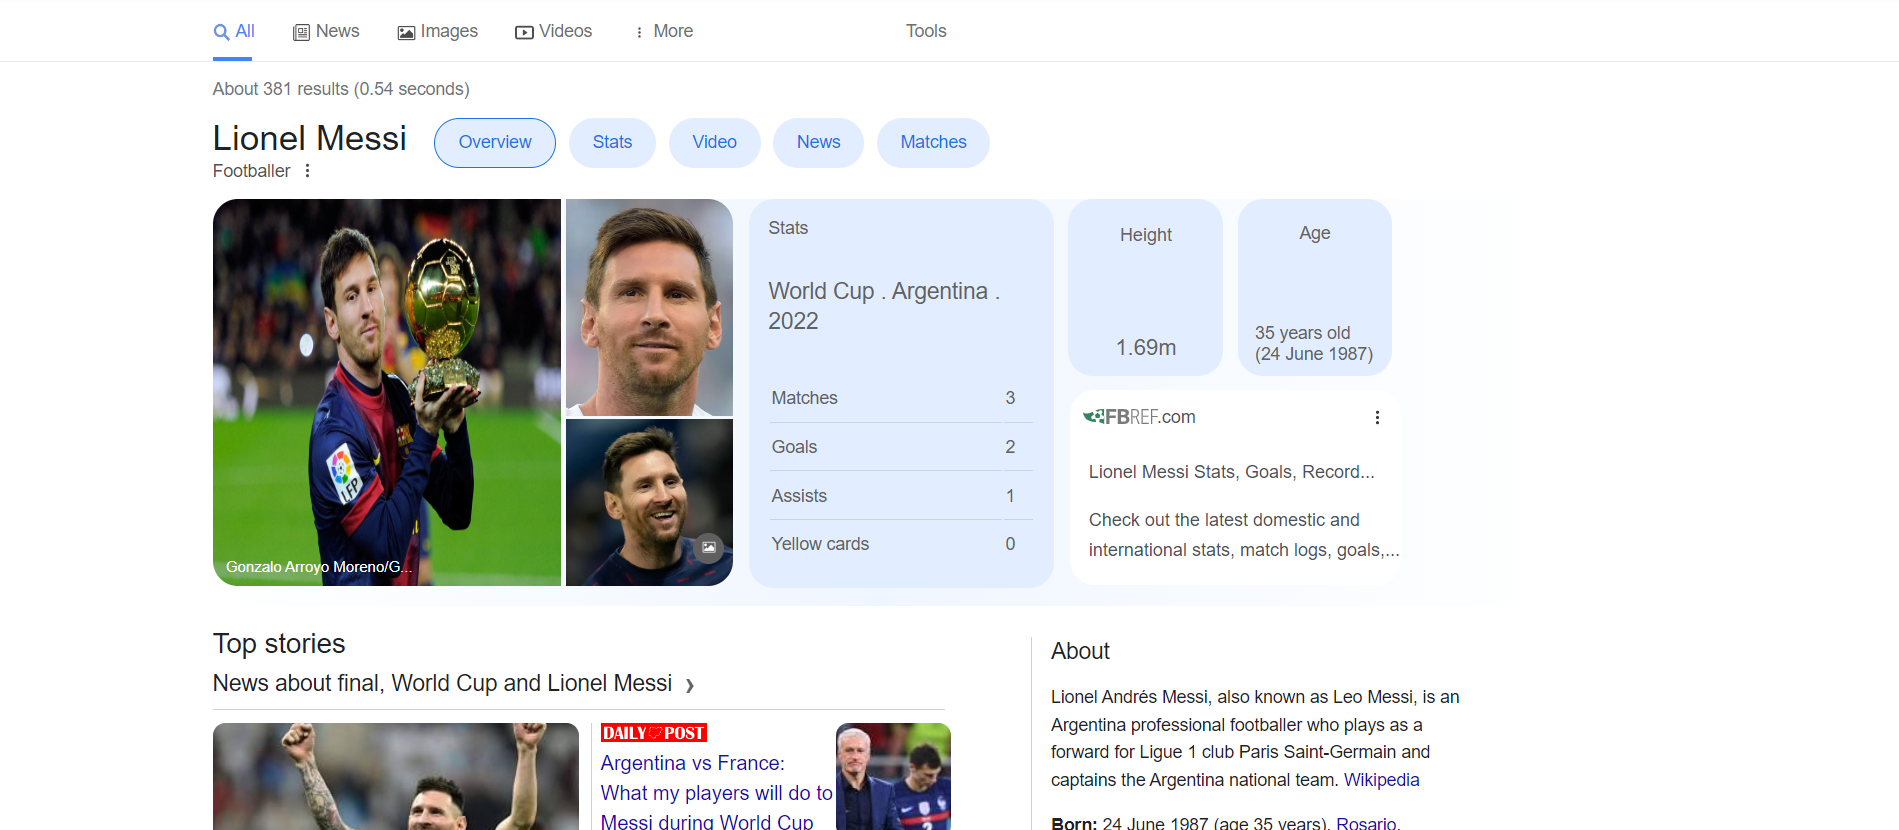 All
News
Images
Videos
More
Tools
About 381 results (0.54 seconds)
Lionel Messi
Footballer
Overview
Stats
Video
News
Matches
LFP
Gonzalo Arroyo Moreno/G...
Stats
World Cup . Argentina .
2022
Matches 3
Goals 2
Assists 1
Yellow cards 0
Height
1.69m
Age
35 years old
(24 June 1987)
FBREF.com
Lionel Messi Stats, Goals, Record...
Check out the latest domestic and
international stats, match logs, goals,...
Top stories
News about final, World Cup and Lionel Messi
DAILY POST
Argentina vs France:
What my players will do to
Messi during World Cup
2
About
Lionel Andrés Messi, also known as Leo Messi, is an
Argentina professional footballer who plays as a
forward for Ligue 1 club Paris Saint-Germain and
captains the Argentina national team. Wikipedia
Born: 24 June 1987 (age 35 years), Rosario,